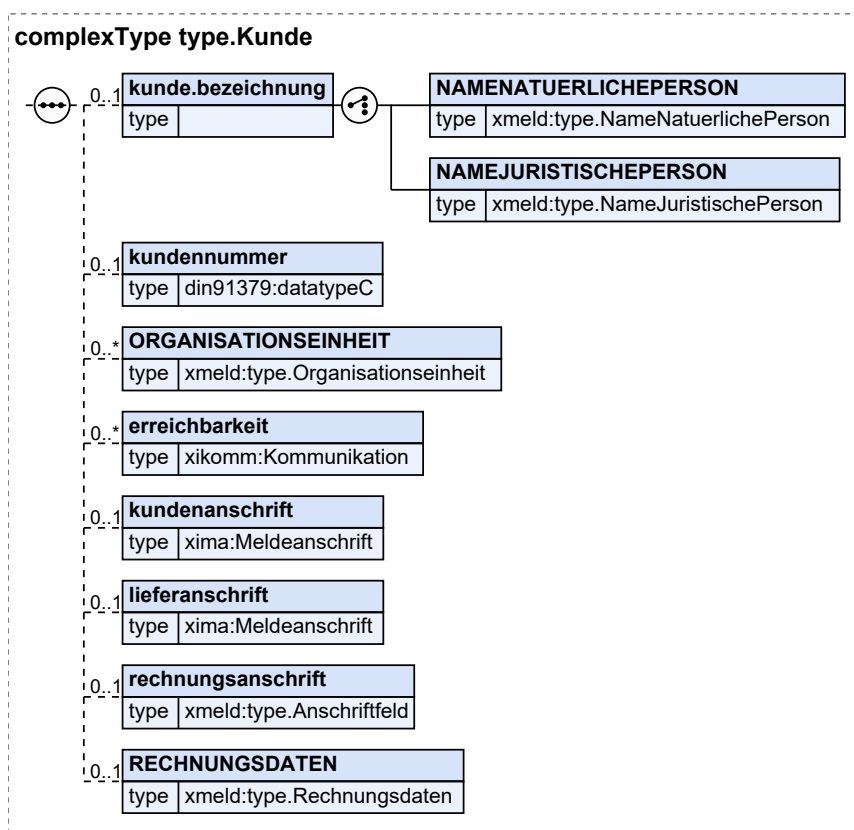 complexType type.Kunde
0..1 kunde.bezeichnung
type
NAMENATUERLICHEPERSON
type xmeld:type.NameNatuerlichePerson
NAMEJURISTISCHEPERSON
type xmeld:type.NameJuristischePerson
0..1 kundennummer
type din91379:datatypeC
0..* ORGANISATIONSEINHEIT
type xmeld:type.Organisationseinheit
0..* erreichbarkeit
type xikomm:Kommunikation
0..1 kundenanschrift
type xima:Meldeanschrift
0..1 lieferanschrift
type xima:Meldeanschrift
0..1 rechnungsanschrift
type xmeld:type.Anschriftfeld
0..1 RECHNUNGSDATEN
type xmeld:type.Rechnungsdaten